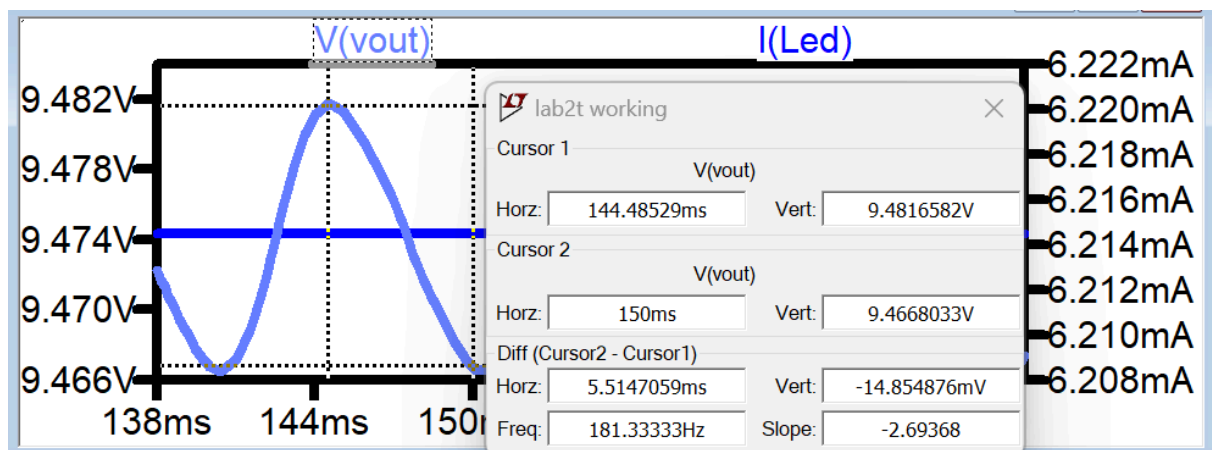 V(vout) I(Led)
6.222mA
9.482V 6.220mA
9.478V 6.218mA
6.216mA
9.474V 6.214mA
6.212mA
9.470V 6.210mA
9.466V 6.208mA
138ms 144ms
lab2t working
Cursor 1
V(vout)
Horz: 144.48529ms Vert: 9.4816582V
Cursor 2
V(vout)
Horz: 150ms Vert: 9.4668033V
Diff (Cursor2 - Cursor1)
Horz: 5.5147059ms Vert: -14.854876mV
Freq: 181.33333Hz Slope: -2.69368